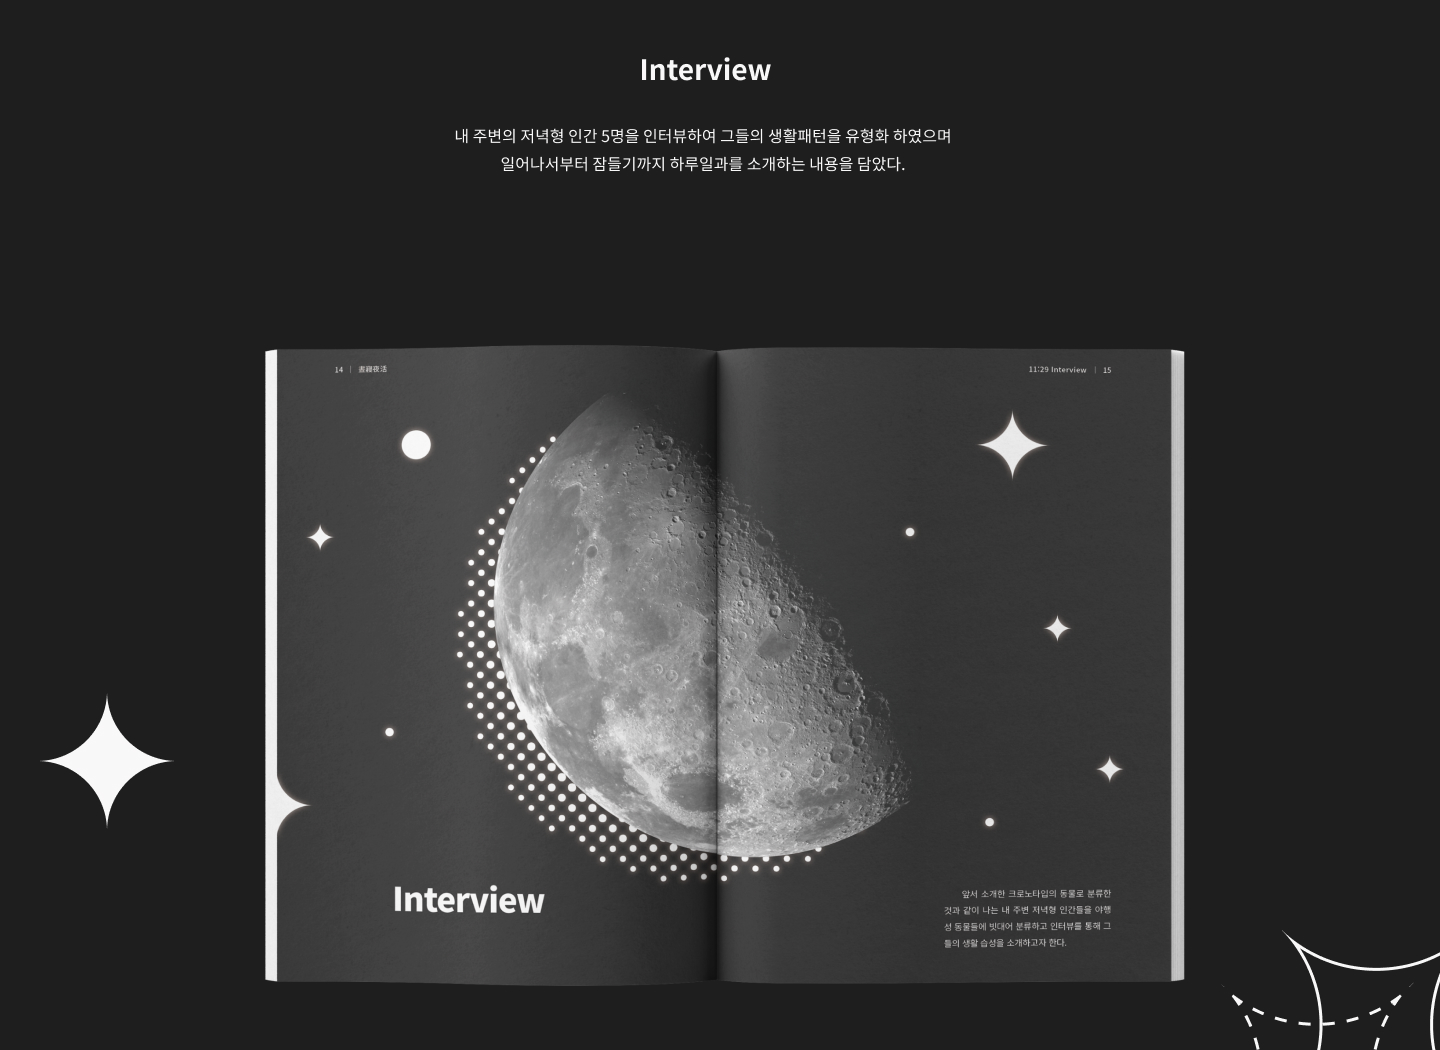 Interview
내 주변의 저녁형 인간 5명을 인터뷰하여 그들의 생활패턴을 유형화 하였으며
일어나서부터 잠들기까지 하루일과를 소개하는 내용을 담았다.
14 | 晝寢夜活
11:29 Interview | 15
Interview
앞서 소개한 크로노타입의 동물로 분류한
것과 같이 나는 내 주변 저녁형 인간들을 야행
성 동물들에 빗대어 분류하고 인터뷰를 통해 그
들의 생활 습성을 소개하고자 한다.